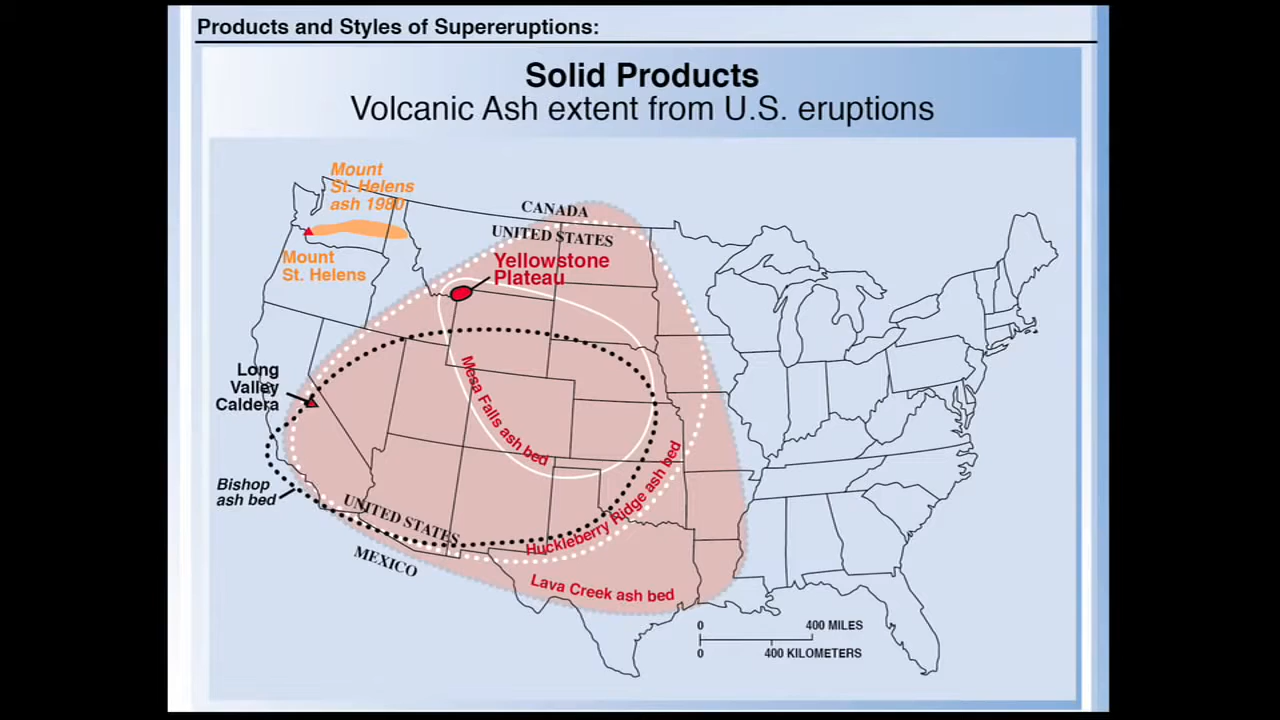 Products and Styles of Supereruptions:
Solid Products
Volcanic Ash extent from U.S. eruptions
Mount
St. Helens
ash 1980
CANADA
UNITED STATES
Mount
St. Helens
Yellowstone
Plateau
Long
Valley
Caldera
Mesa Falls ash bed
Bishop
ash bed
UNITED STATES
MEXICO
Huckleberry Ridge ash bed
Lava Creek ash bed
0 400 MILES
0 400 KILOMETERS